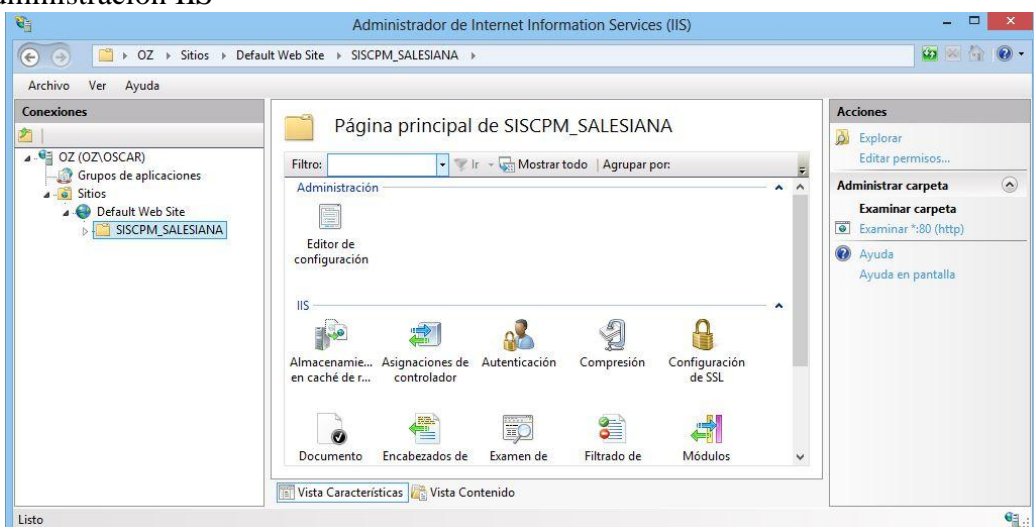 ministración IIS
Administrador de Internet Information Services (IIS)
OZ Sitios Default Web Site SISCPM_SALESIANA
Archivo Ver Ayuda
Conexiones
OZ (OZ\OSCAR)
Grupos de aplicaciones
Sitios
Default Web Site
SISCPM_SALESIANA
Página principal de SISCPM_SALESIANA
Filtro: Ir Mostrar todo Agrupar por:
Administración
Editor de
configuración
IIS
Almacenamie... Asignaciones de Autenticación Compresión Configuración
en caché de r... controlador de SSL
Documento Encabezados de Examen de Filtrado de Módulos
Vista Características Vista Contenido
Acciones
Explorar
Editar permisos...
Administrar carpeta
Examinar carpeta
Examinar *:80 (http)
Ayuda
Ayuda en pantalla
Listo